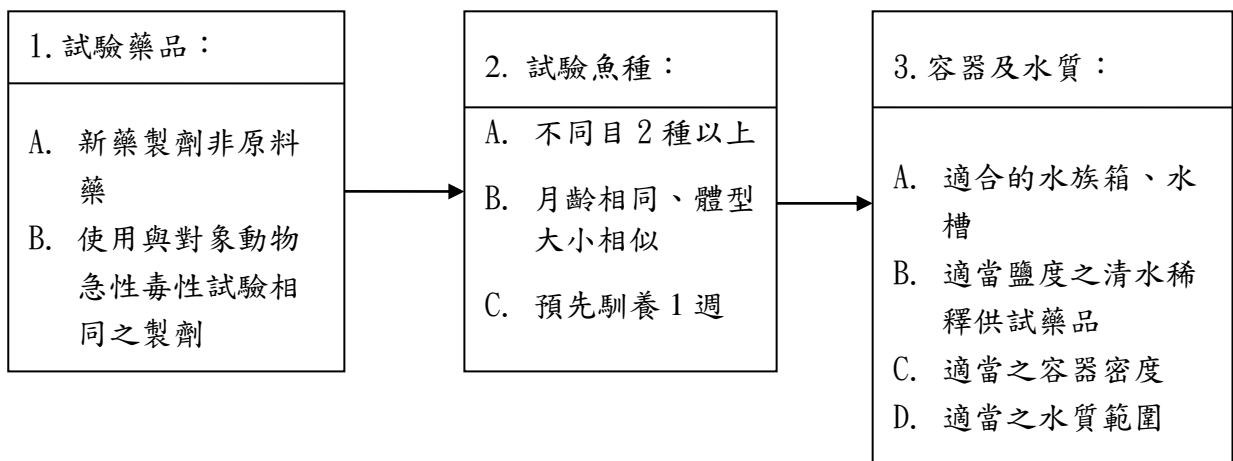 1.試驗藥品：
A. 新藥製劑非原料
藥
B. 使用與對象動物
急性毒性試驗相
同之製劑
2. 試驗魚種：
A. 不同目 2 種以上
B. 月齡相同、體型
大小相似
C. 預先馴養 1 週
3.容器及水質：
A. 適合的水族箱、水
槽
B. 適當鹽度之清水稀
釋供試藥品
C. 適當之容器密度
D. 適當之水質範圍